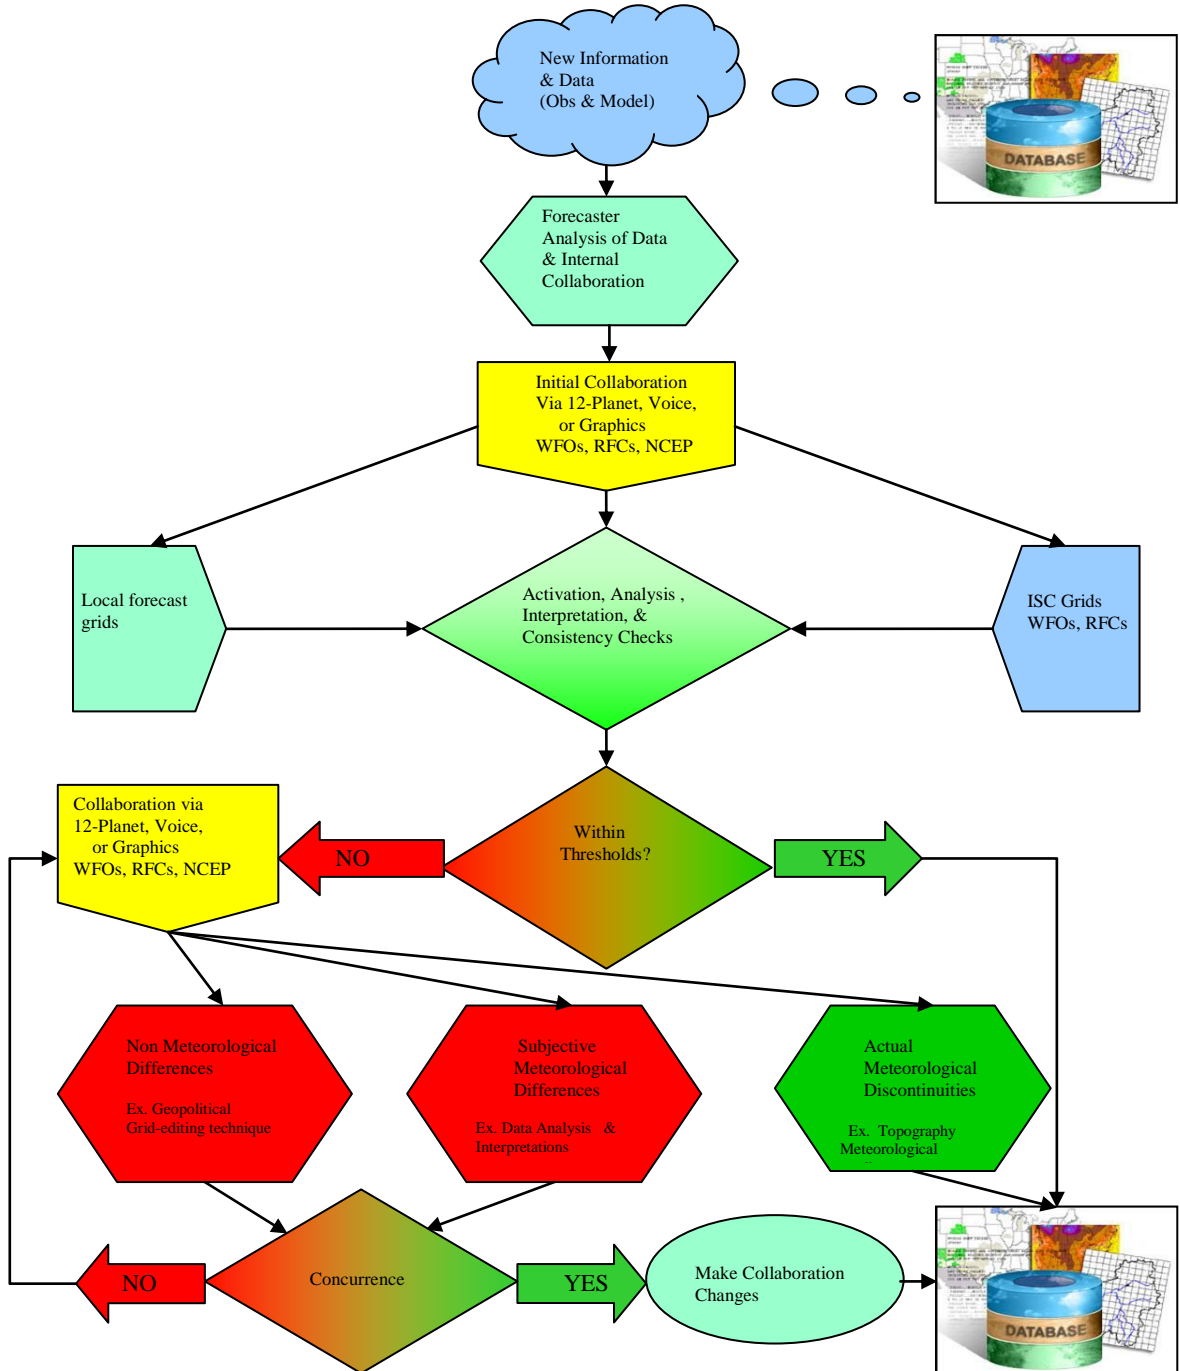 New Information
& Data
(Obs & Model)
DATABASE
Forecaster
Analysis of Data
& Internal
Collaboration
Initial Collaboration
Via 12-Planet, Voice,
or Graphics
WFOs, RFCs, NCEP
Local forecast
grids
Activation, Analysis ,
Interpretation, &
Consistency Checks
ISC Grids
WFOs, RFCs
Collaboration via
12-Planet, Voice,
or Graphics
WFOs, RFCs, NCEP
NO
Within
Thresholds?
YES
Non Meteorological
Differences
Ex. Geopolitical
Grid-editing technique
Subjective
Meteorological
Differences
Ex. Data Analysis &
Interpretations
Actual
Meteorological
Discontinuities
Ex. Topography
Meteorological
NO
Concurrence
YES
Make Collaboration
Changes
DATABASE